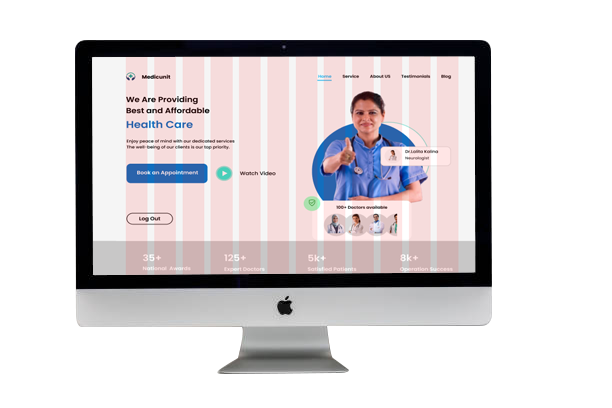 Medicunit
Home Service About US Testimonials Blog
We Are Providing
Best and Affordable
Health Care
Enjoy peace of mind with our dedicated services
The well-being of our clients is our top priority.
Book an Appointment
Watch Video
Log Out
Dr.Lolita Kalina
Neurologist
100+ Doctors available
35+ 125+ 5k+ 8k+
National Awards Expert Doctors Satisfied Patients Operation Success